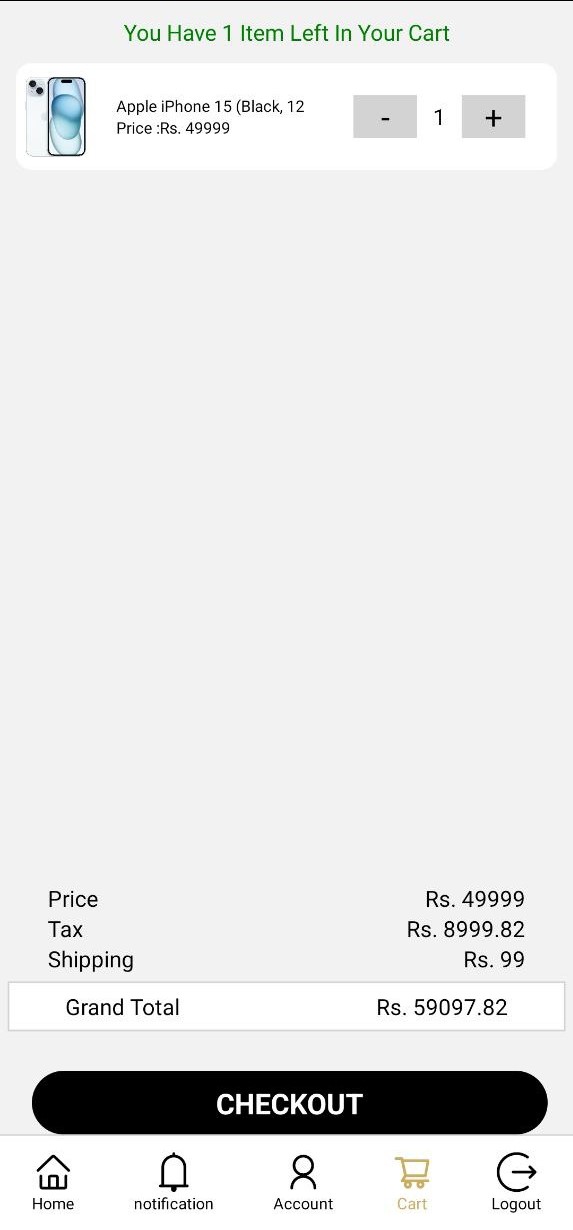 You Have 1 Item Left In Your Cart
Apple iPhone 15 (Black, 12
Price :Rs. 49999
- 1 +
Price Rs. 49999
Tax Rs. 8999.82
Shipping Rs. 99
Grand Total Rs. 59097.82
CHECKOUT
Home notification Account Cart Logout